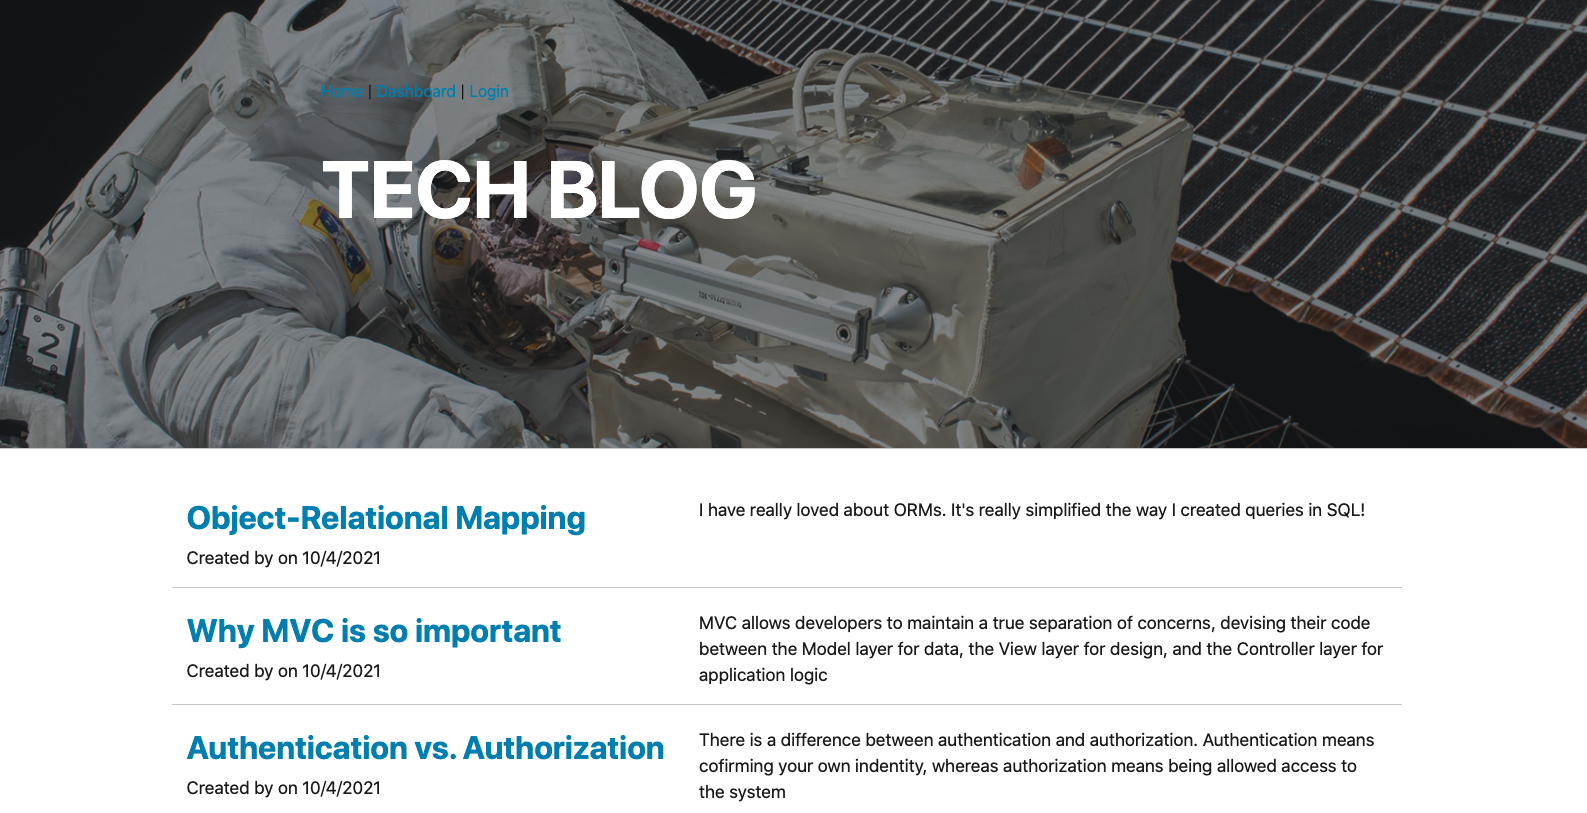 Home | Dashboard | Login
TECH BLOG
2
Object-Relational Mapping
Created by on 10/4/2021
I have really loved about ORMs. It's really simplified the way I created queries in SQL!
Why MVC is so important
Created by on 10/4/2021
MVC allows developers to maintain a true separation of concerns, devising their code
between the Model layer for data, the View layer for design, and the Controller layer for
application logic
Authentication vs. Authorization
Created by on 10/4/2021
There is a difference between authentication and authorization. Authentication means
cofirming your own indentity, whereas authorization means being allowed access to
the system